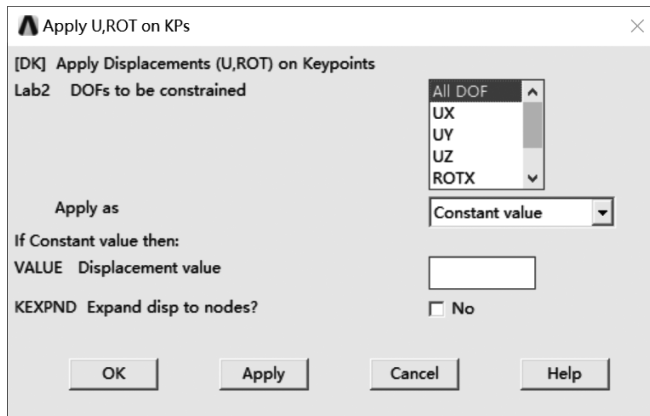 Apply U,ROT on KPs
[DK] Apply Displacements (U,ROT) on Keypoints
Lab2 DOFs to be constrained
All DOF
UX
UY
UZ
ROTX
Apply as
Constant value
If Constant value then:
VALUE Displacement value
KEXPND Expand disp to nodes?
No
OK
Apply
Cancel
Help